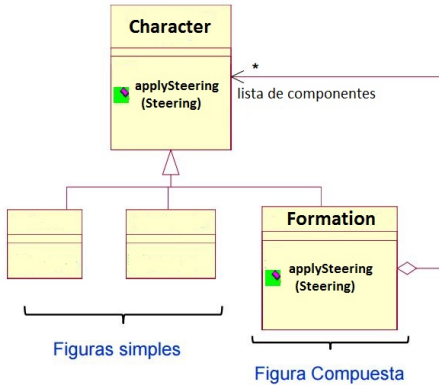 Character
applySteering
(Steering)
*
lista de componentes
Formation
applySteering
(Steering)
Figuras simples
Figura Compuesta